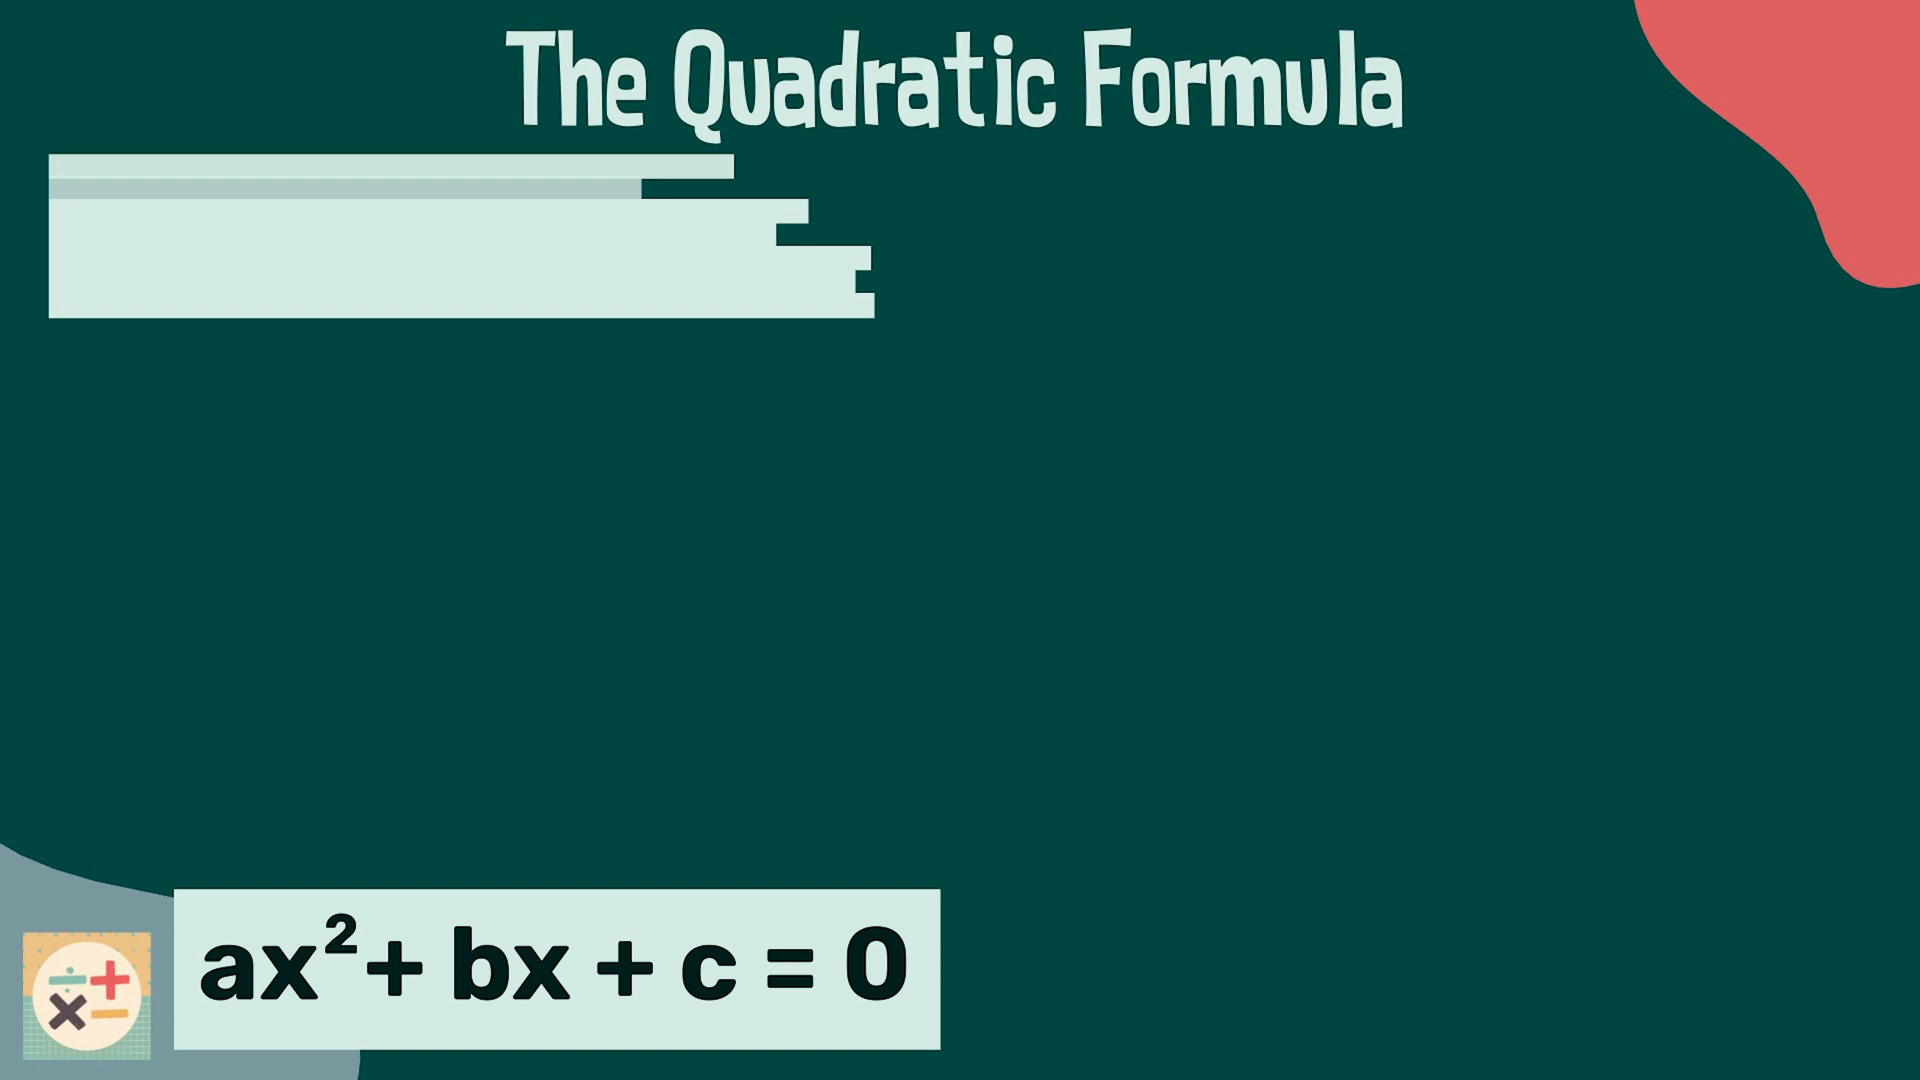 The Quadratic Formula
ax²+ bx + c = 0